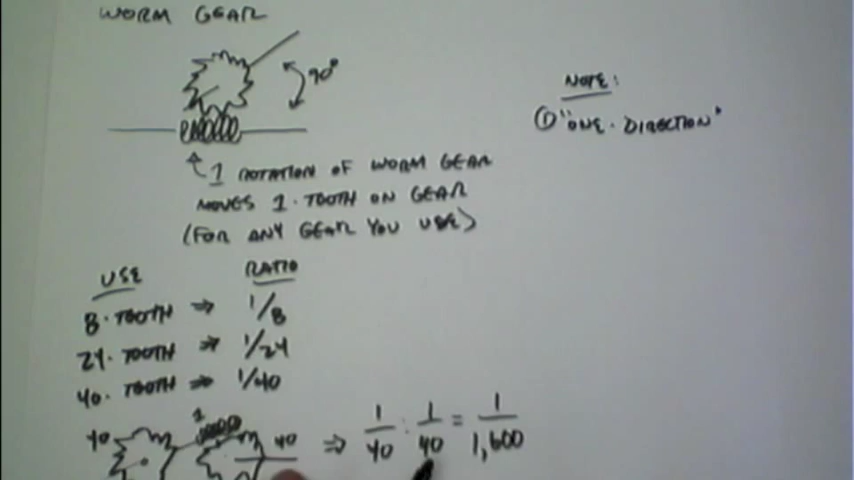 WORM GEAR
90°
NOTE:
① "ONE-DIRECTION"
1 ROTATION OF WORM GEAR
MOVES 1-TOOTH ON GEAR
(FOR ANY GEAR YOU USE)
USE RATIO
8-TOOTH ⇒ 1/8
24-TOOTH ⇒ 1/24
40-TOOTH ⇒ 1/40
40 1 40 ⇒ 1/40 : 1/40 = 1/1,600